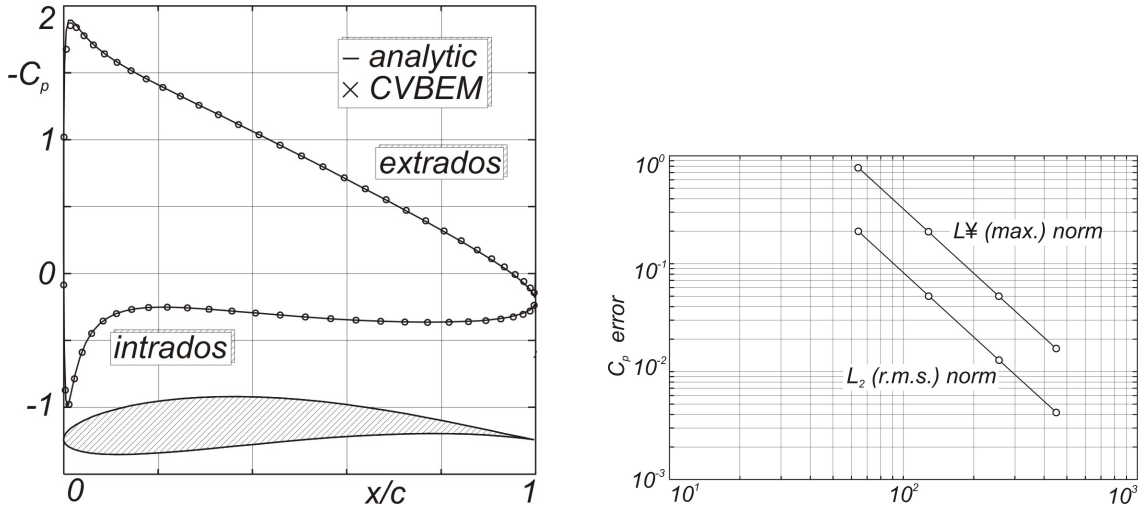 2
-Cp
1
0
-1
— analytic
× CVBEM
extrados
intrados
0
x/c
1
10⁰
10⁻¹
10⁻²
10⁻³
Cp error
L¥ (max.) norm
L₂ (r.m.s.) norm
10¹
10²
10³